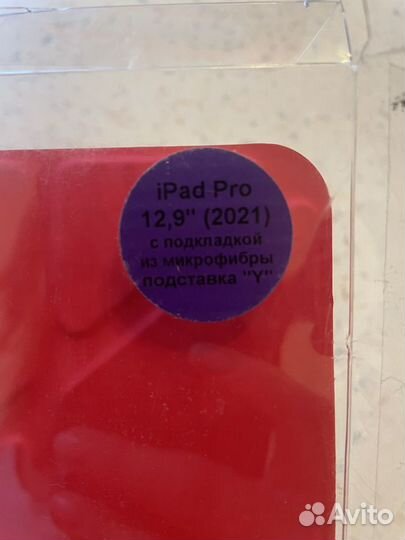 iPad Pro
12,9" (2021)
с подкладкой
из микрофибры
подставка "Y"
Avito